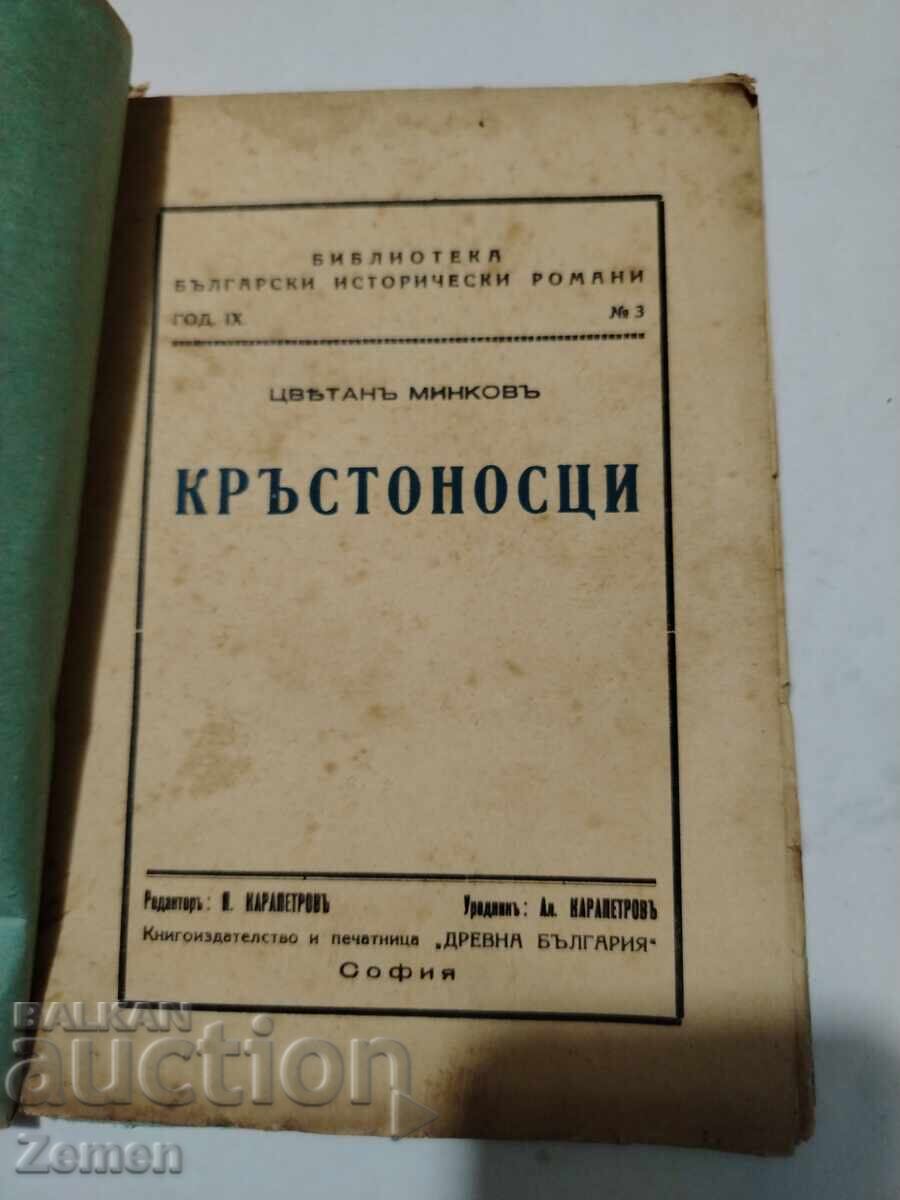 БИБЛИОТЕКА
БЪЛГАРСКИ ИСТОРИЧЕСКИ РОМАНИ
ГОД. IX № 3
ЦВѢТАНЪ МИНКОВЪ
КРЪСТОНОСЦИ
Редакторъ: П. КАРАПЕТРОВЪ Уредникъ: Ал. КАРАПЕТРОВЪ
Книгоиздателство и печатница „ДРЕВНА БЪЛГАРИЯ“
София
BALKAN
auction
Zemen